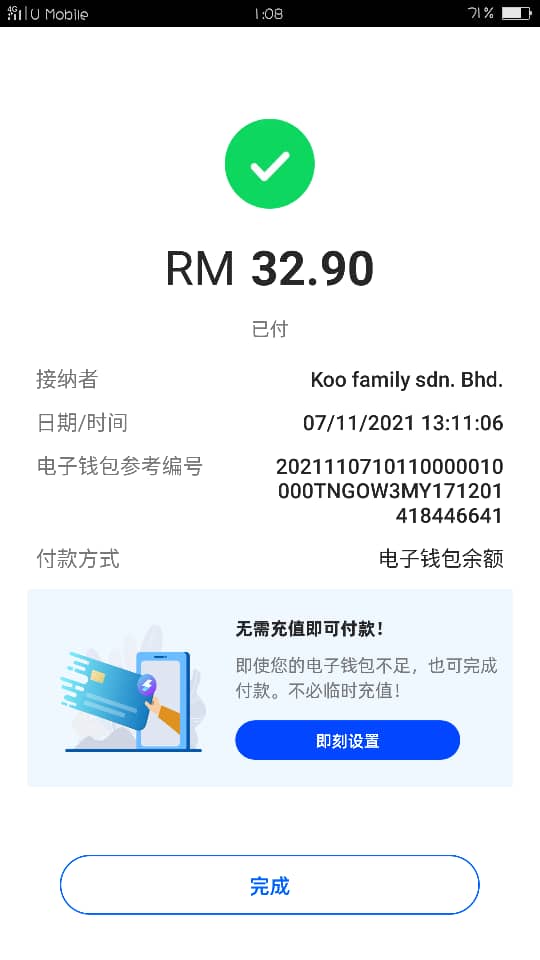 4G U Mobile 1:08 71%
RM 32.90
已付
接纳者 Koo family sdn. Bhd.
日期/时间 07/11/2021 13:11:06
电子钱包参考编号 2021110710110000010
000TNGOW3MY171201
418446641
付款方式 电子钱包余额
无需充值即可付款！
即使您的电子钱包不足，也可完成
付款。不必临时充值！
即刻设置
完成